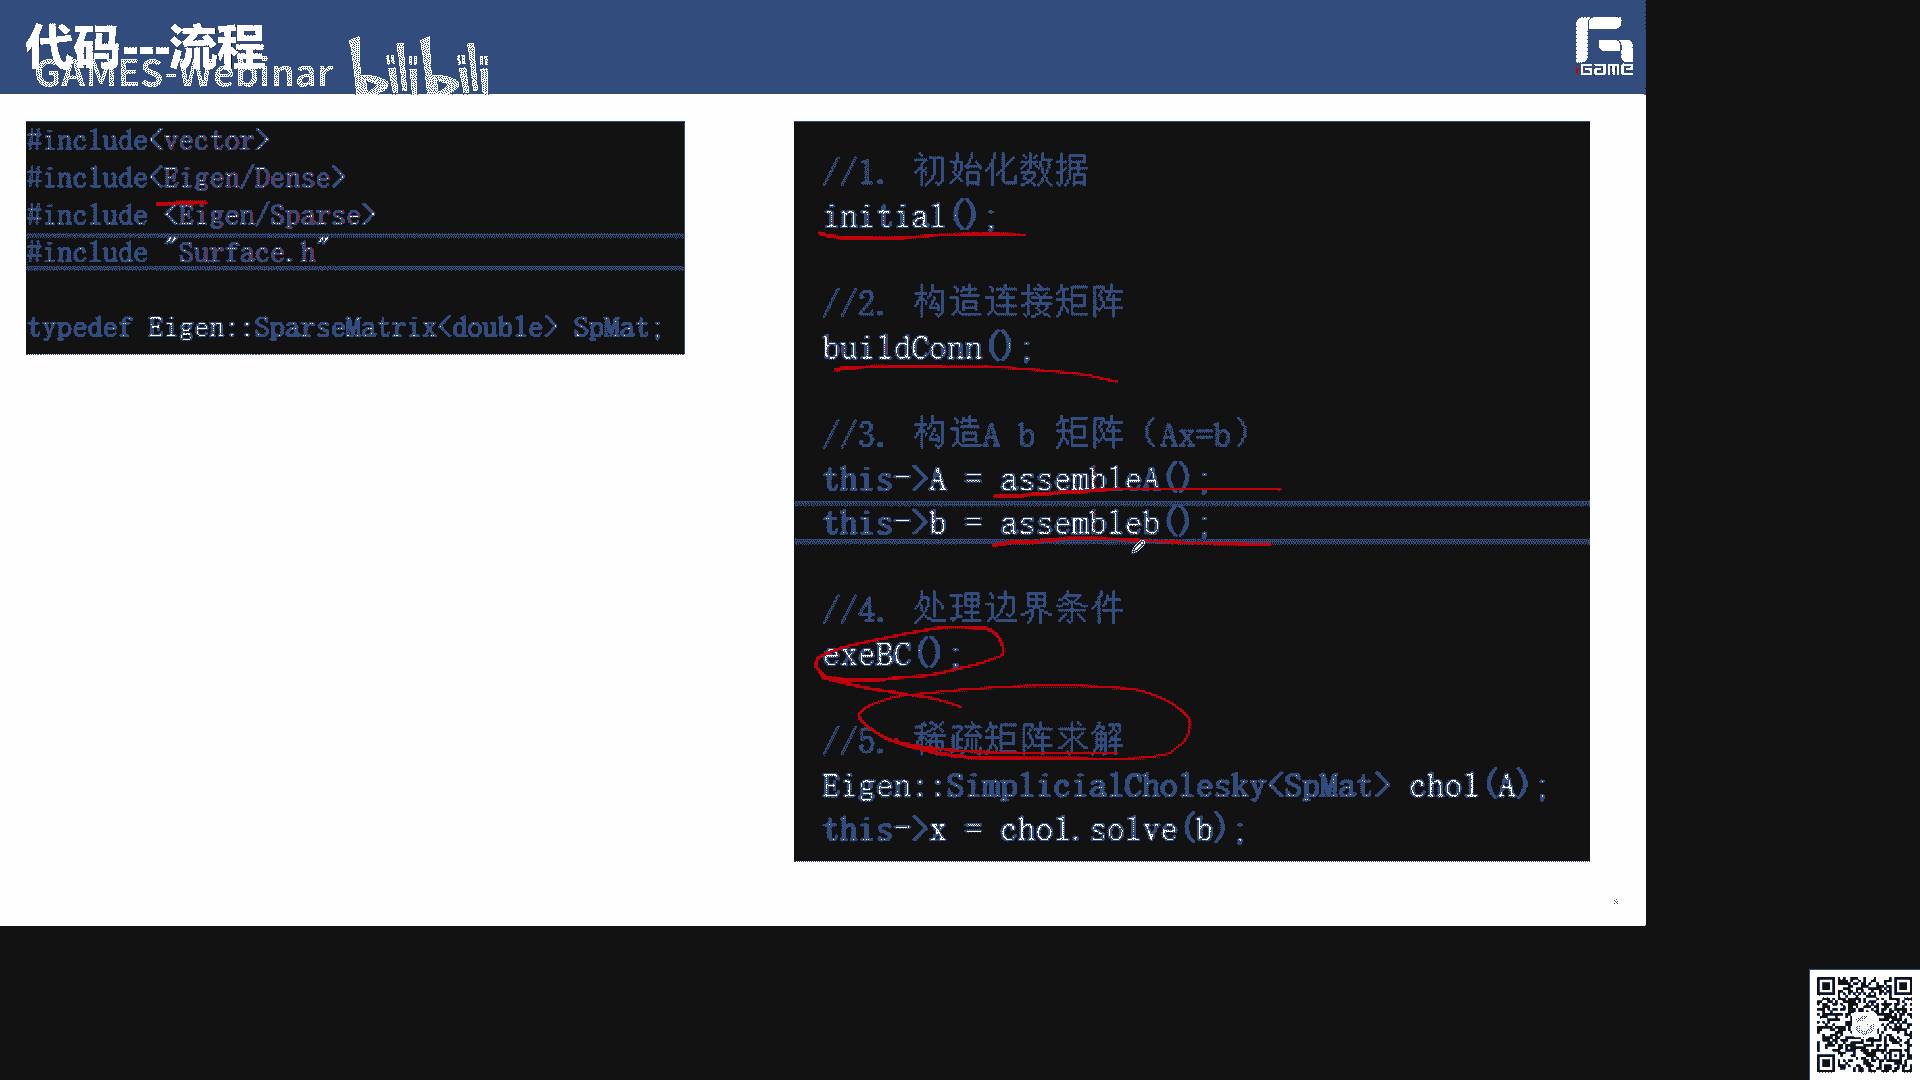 代码---流程
GAMES-Webinar bilibili
iGame
#include<vector>
#include<Eigen/Dense>
#include <Eigen/Sparse>
#include "Surface.h"
typedef Eigen::SparseMatrix<double> SpMat;
//1. 初始化数据
initial();
//2. 构造连接矩阵
buildConn();
//3. 构造A b 矩阵（Ax=b）
this->A = assembleA();
this->b = assembleb();
//4. 处理边界条件
exeBC();
//5. 稀疏矩阵求解
Eigen::SimplicialCholesky<SpMat> chol(A);
this->x = chol.solve(b);